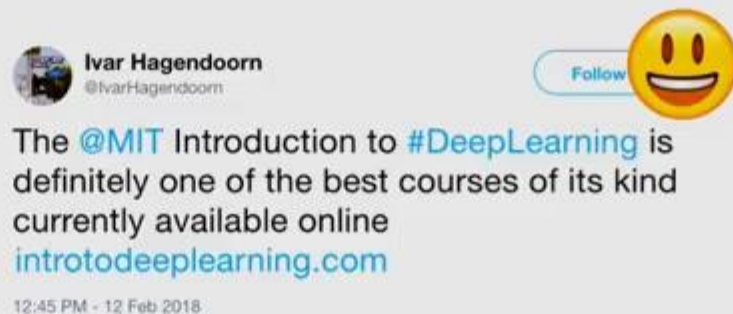 Ivar Hagendoorn
@IvarHagendoorn
Follow
The @MIT Introduction to #DeepLearning is
definitely one of the best courses of its kind
currently available online
introtodeeplearning.com
12:45 PM - 12 Feb 2018